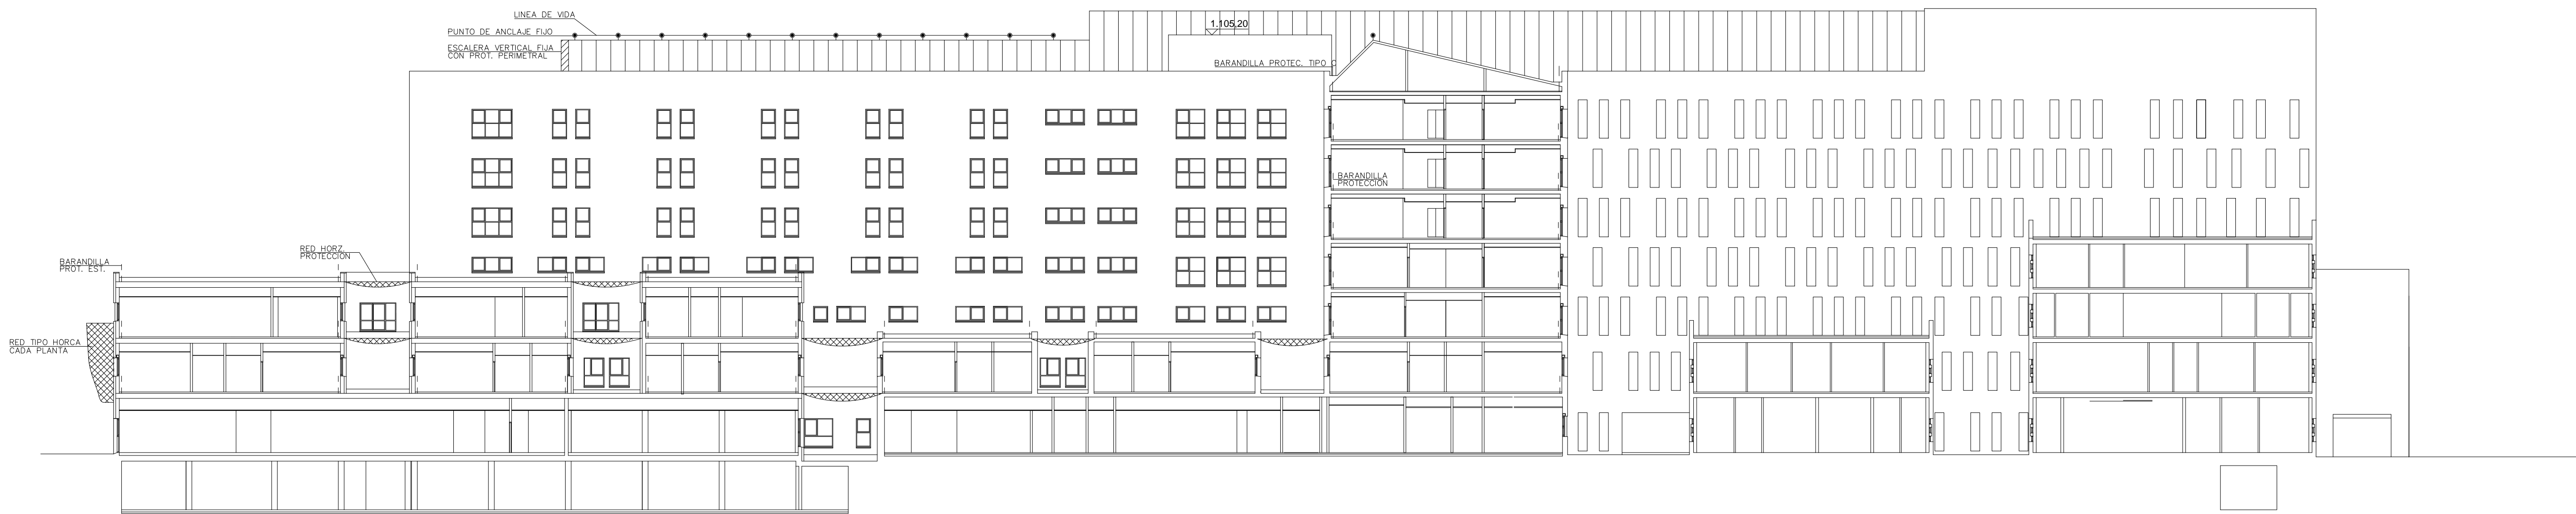 LINEA DE VIDA
PUNTO DE ANCLAJE FIJO
ESCALERA VERTICAL FIJA
CON PROT. PERIMETRAL
1.105,20
BARANDILLA PROTEC. TIPO C
BARANDILLA
PROTECCION
RED HORZ.
PROTECCION
BARANDILLA
PROT. EST.
RED TIPO HORCA
CADA PLANTA